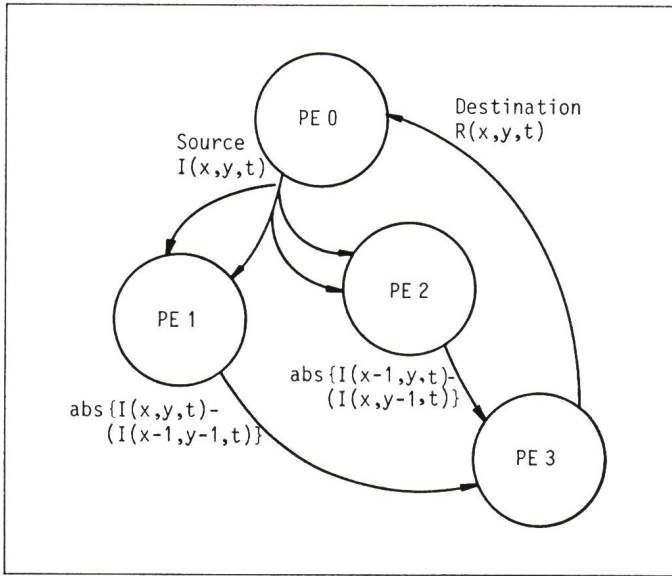 PE 0
Destination
R(x,y,t)
Source
I(x,y,t)
PE 2
PE 1
abs{I(x-1,y,t)-
(I(x,y-1,t)}
abs{I(x,y,t)-
(I(x-1,y-1,t)}
PE 3